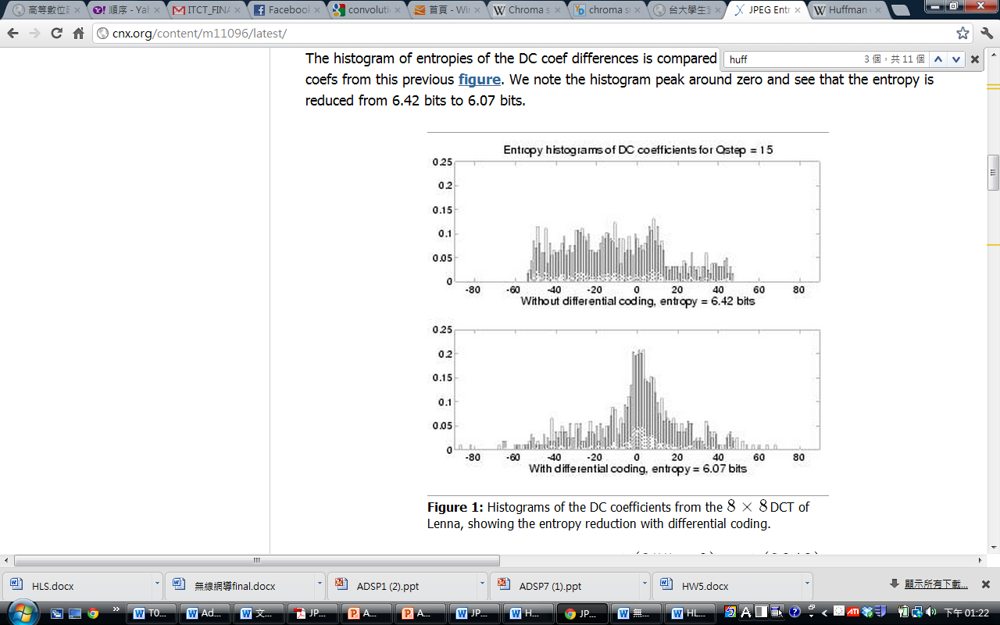 高等數位
順序 - Yal
ITCT_FINA
Facebook
convoluti
首頁 - Wi
Chroma s
chroma su
台大學生
JPEG Entr
Huffman
cnx.org/content/m11096/latest/
huff
3 個，共 11 個
The histogram of entropies of the DC coef differences is compared
coefs from this previous figure. We note the histogram peak around zero and see that the entropy is
reduced from 6.42 bits to 6.07 bits.
Entropy histograms of DC coefficients for Qstep = 15
0.25
0.2
0.15
0.1
0.05
0
-80 -60 -40 -20 0 20 40 60 80
Without differential coding, entropy = 6.42 bits
0.25
0.2
0.15
0.1
0.05
0
-80 -60 -40 -20 0 20 40 60 80
With differential coding, entropy = 6.07 bits
Figure 1: Histograms of the DC coefficients from the 8 × 8 DCT of
Lenna, showing the entropy reduction with differential coding.
HLS.docx
無線網導final.docx
ADSP1 (2).ppt
ADSP7 (1).ppt
HW5.docx
顯示所有下載...
T0...
Ad...
文...
JP...
A...
A...
JP...
H...
JP...
無...
HL...
下午 01:22